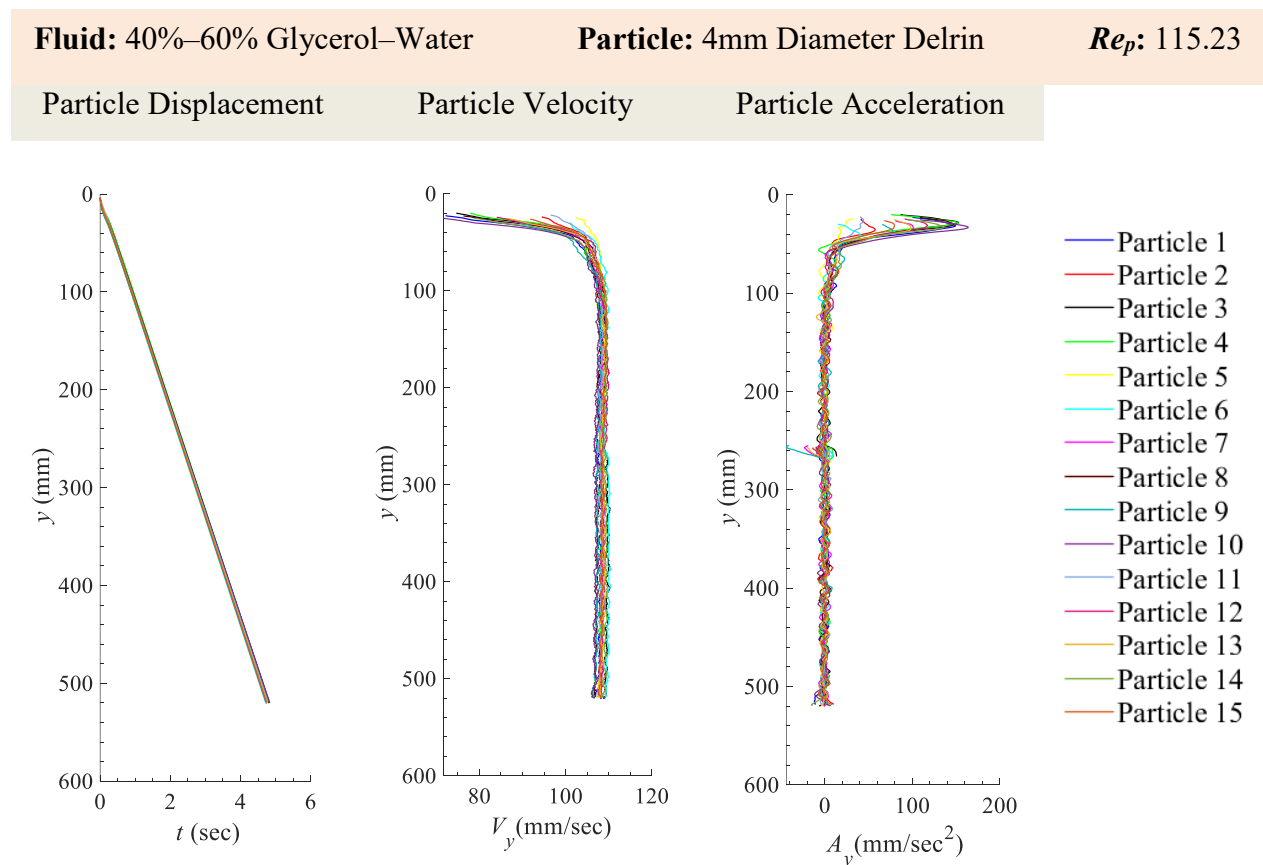 Fluid: 40%–60% Glycerol–Water Particle: 4mm Diameter Delrin Reₚ: 115.23
Particle Displacement Particle Velocity Particle Acceleration
0
100
200
300
400
500
600
y (mm)
0 2 4 6
t (sec)
0
100
200
300
400
500
600
y (mm)
80 100 120
V_y(mm/sec)
0
100
200
300
400
500
600
y (mm)
0 100 200
A_y(mm/sec²)
Particle 1
Particle 2
Particle 3
Particle 4
Particle 5
Particle 6
Particle 7
Particle 8
Particle 9
Particle 10
Particle 11
Particle 12
Particle 13
Particle 14
Particle 15